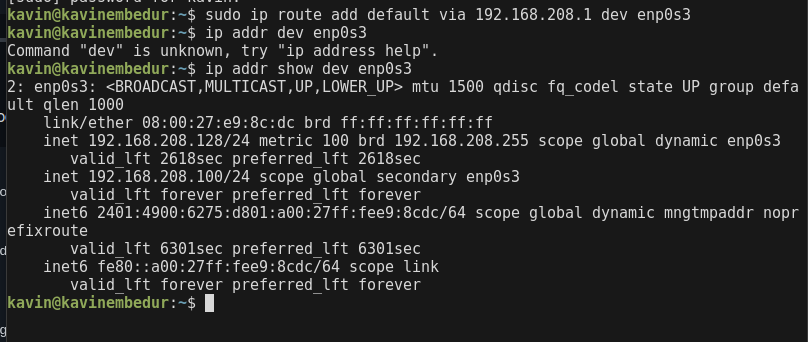 kavin@kavinembedur:~$ sudo ip route add default via 192.168.208.1 dev enp0s3
kavin@kavinembedur:~$ ip addr dev enp0s3
Command "dev" is unknown, try "ip address help".
kavin@kavinembedur:~$ ip addr show dev enp0s3
2: enp0s3: <BROADCAST,MULTICAST,UP,LOWER_UP> mtu 1500 qdisc fq_codel state UP group defa
ult qlen 1000
    link/ether 08:00:27:e9:8c:dc brd ff:ff:ff:ff:ff:ff
    inet 192.168.208.128/24 metric 100 brd 192.168.208.255 scope global dynamic enp0s3
       valid_lft 2618sec preferred_lft 2618sec
    inet 192.168.208.100/24 scope global secondary enp0s3
       valid_lft forever preferred_lft forever
    inet6 2401:4900:6275:d801:a00:27ff:fee9:8cdc/64 scope global dynamic mngtmpaddr nopr
efixroute
       valid_lft 6301sec preferred_lft 6301sec
    inet6 fe80::a00:27ff:fee9:8cdc/64 scope link
       valid_lft forever preferred_lft forever
kavin@kavinembedur:~$